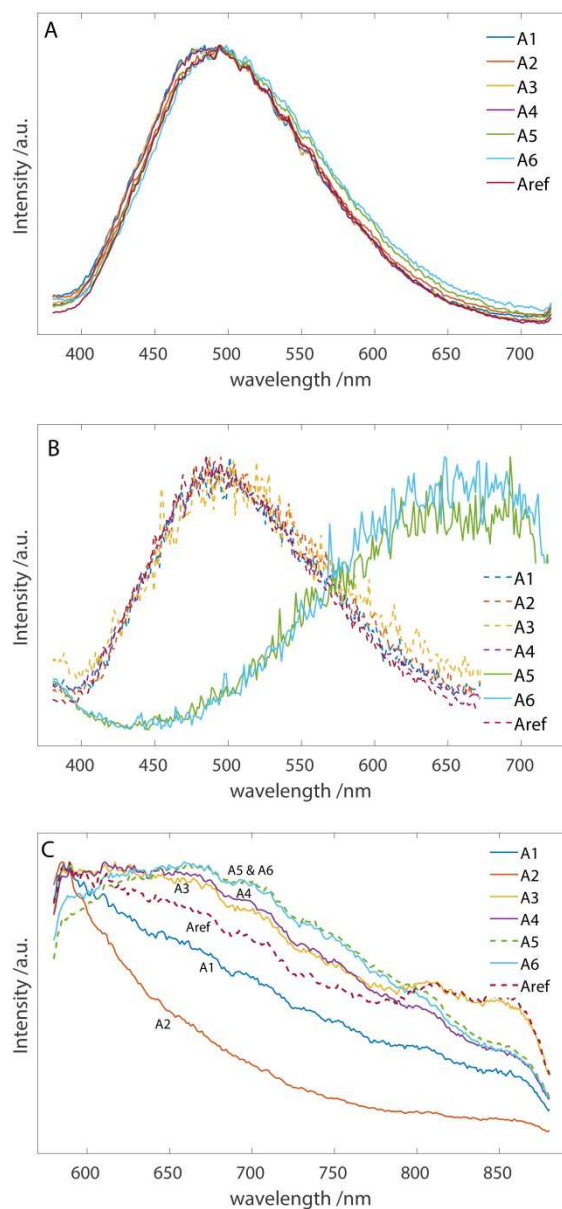 A
A1
A2
A3
A4
A5
A6
Aref
Intensity /a.u.
400 450 500 550 600 650 700
wavelength /nm
B
A1
A2
A3
A4
A5
A6
Aref
Intensity /a.u.
400 450 500 550 600 650 700
wavelength /nm
C
A1
A2
A3
A4
A5
A6
Aref
A5 & A6
A4
A3
Aref
A1
A2
Intensity /a.u.
600 650 700 750 800 850
wavelength /nm